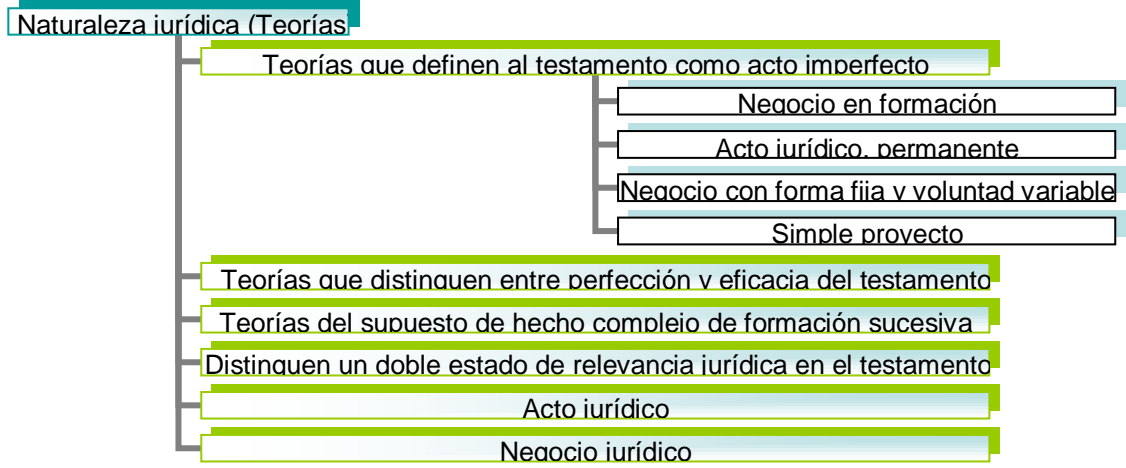 Naturaleza jurídica (Teorías
Teorías que definen al testamento como acto imperfecto
Negocio en formación
Acto jurídico, permanente
Negocio con forma fija y voluntad variable
Simple proyecto
Teorías que distinguen entre perfección y eficacia del testamento
Teorías del supuesto de hecho complejo de formación sucesiva
Distinguen un doble estado de relevancia jurídica en el testamento
Acto jurídico
Negocio jurídico